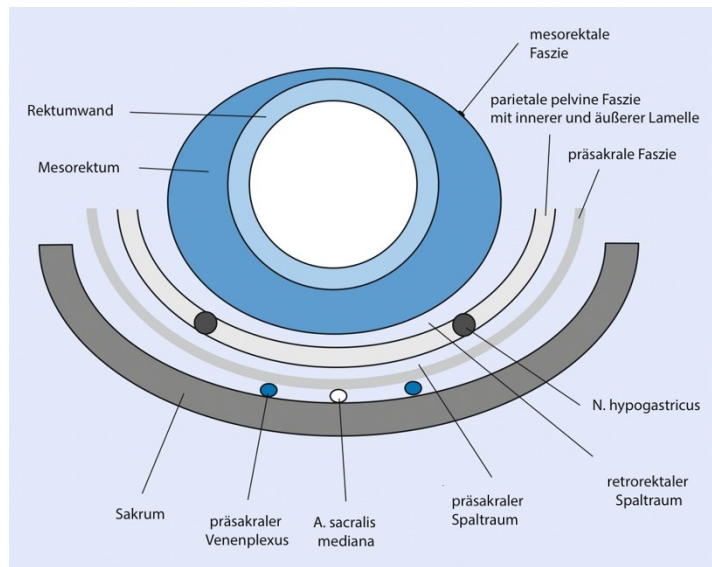 mesorektale
Faszie
Rektumwand
parietale pelvine Faszie
mit innerer und äußerer Lamelle
Mesorektum
präsakrale Faszie
N. hypogastricus
retrorektaler
Spaltraum
präsakraler
Spaltraum
Sakrum
präsakraler
Venenplexus
A. sacralis
mediana